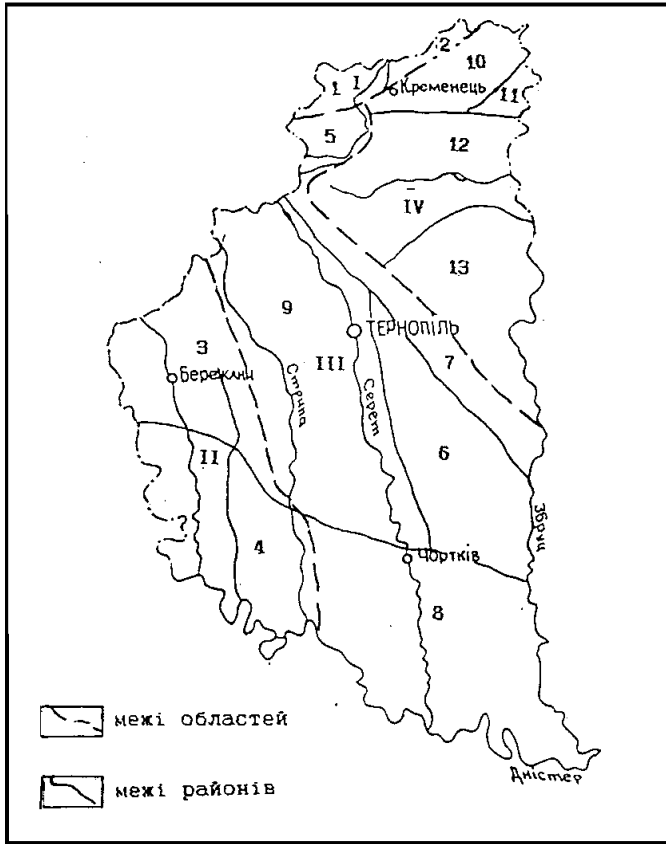 2
10
1 I
6 Кременець
11
5
12
IV
13
9
ТЕРНОПІЛЬ
3
III
7
Бережани
Стрипа
Серет
6
II
Збруч
4
Чортків
8
Дністер
межі областей
межі районів